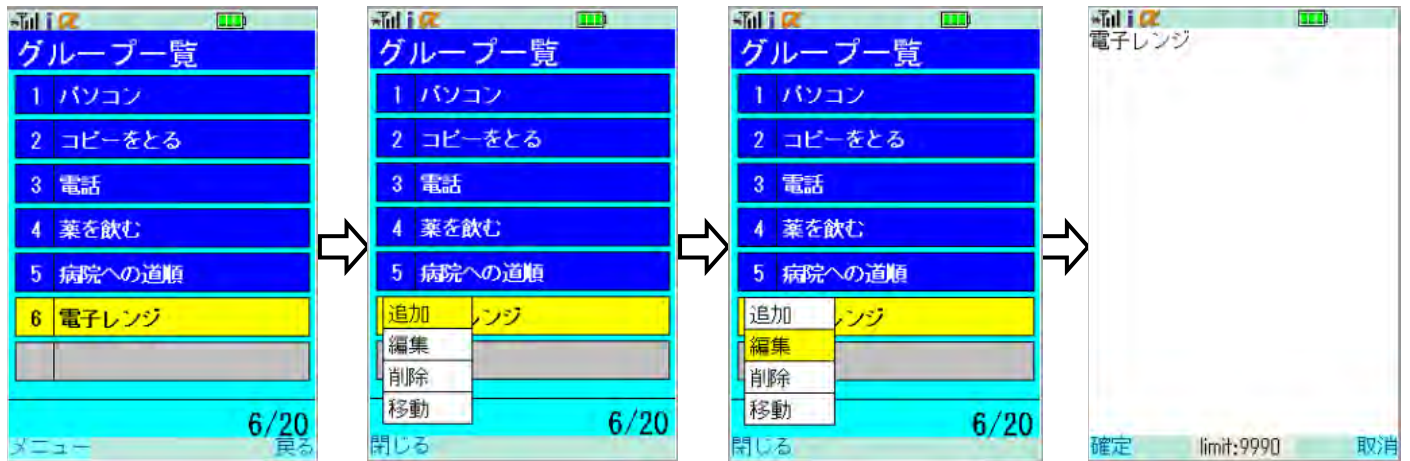 グループ一覧
1 パソコン
2 コピーをとる
3 電話
4 薬を飲む
5 病院への道順
6 電子レンジ
6/20
メニュー 戻る
グループ一覧
1 パソコン
2 コピーをとる
3 電話
4 薬を飲む
5 病院への道順
追加 レンジ
編集
削除
移動
6/20
閉じる
グループ一覧
1 パソコン
2 コピーをとる
3 電話
4 薬を飲む
5 病院への道順
追加 レンジ
編集
削除
移動
6/20
閉じる
電子レンジ
確定 limit:9990 取消